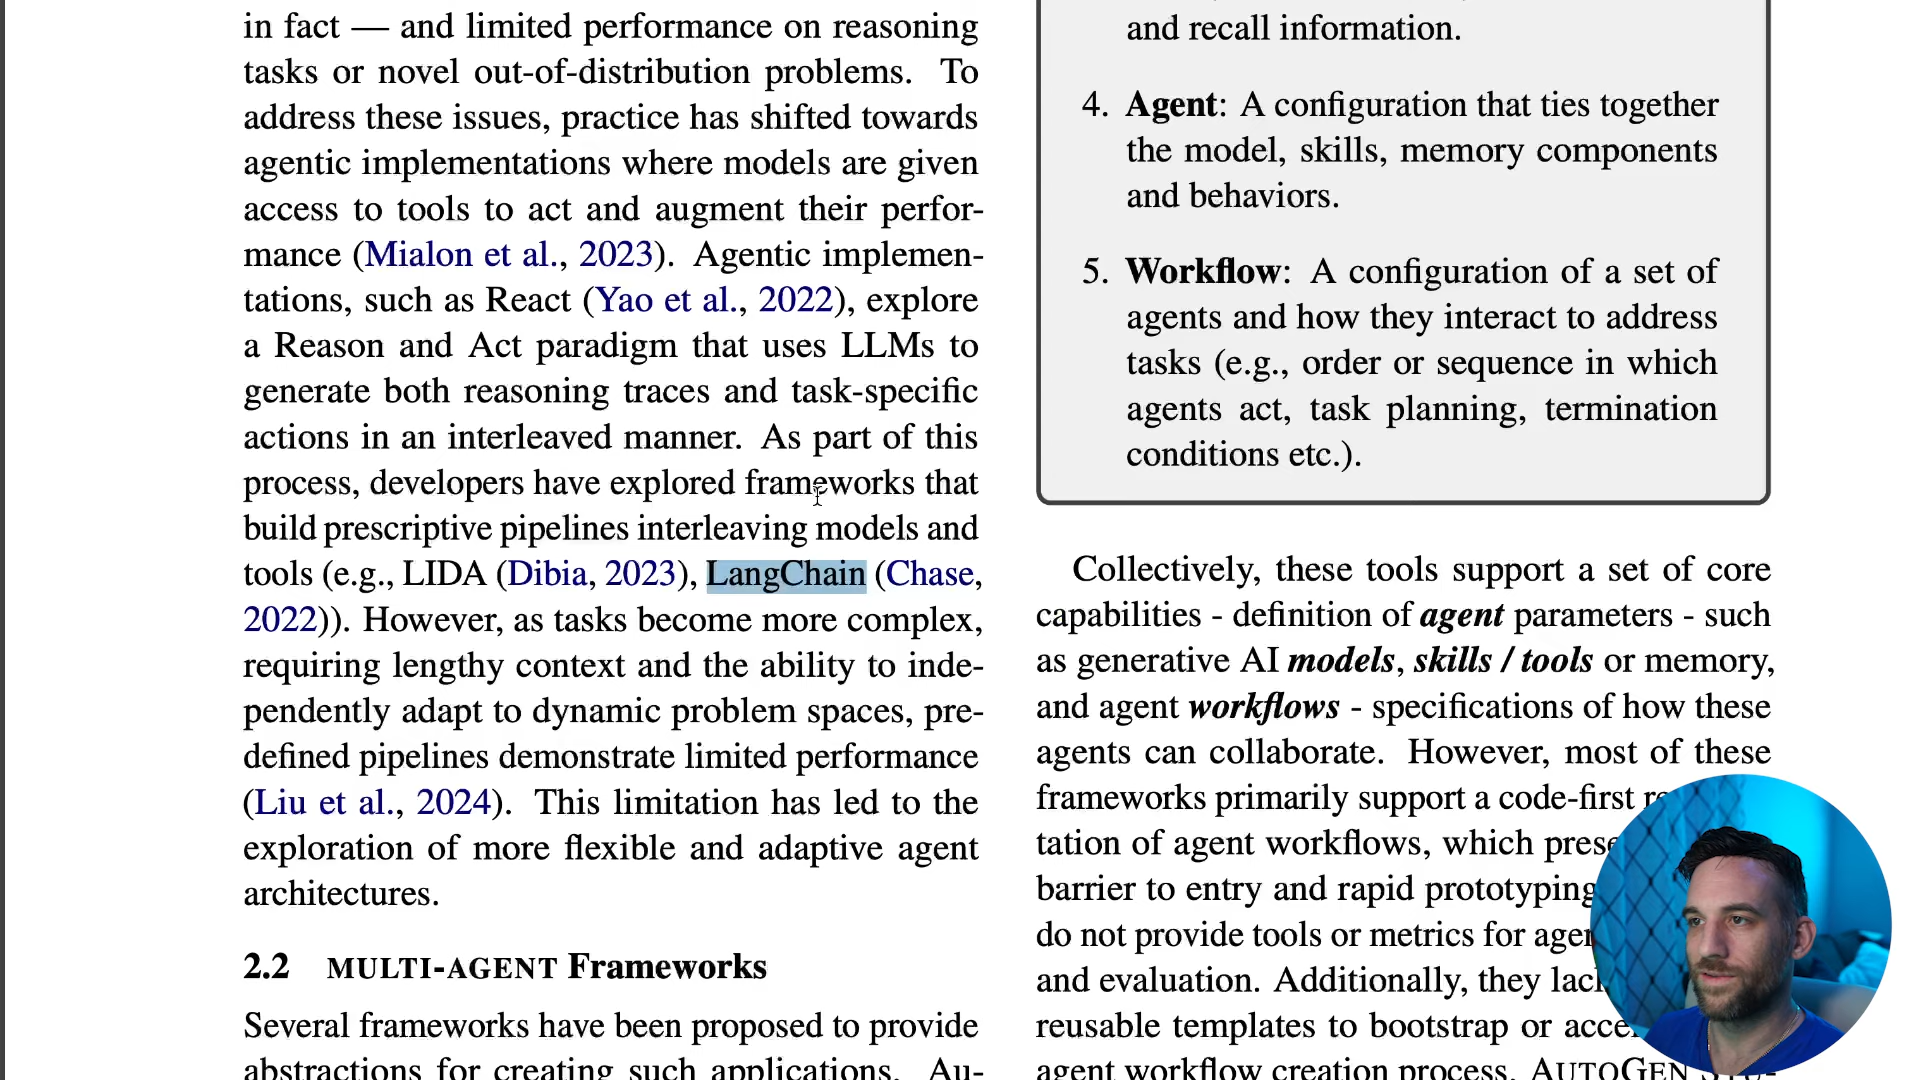 in fact — and limited performance on reasoning
tasks or novel out-of-distribution problems. To
address these issues, practice has shifted towards
agentic implementations where models are given
access to tools to act and augment their perfor-
mance (Mialon et al., 2023). Agentic implemen-
tations, such as React (Yao et al., 2022), explore
a Reason and Act paradigm that uses LLMs to
generate both reasoning traces and task-specific
actions in an interleaved manner. As part of this
process, developers have explored frameworks that
build prescriptive pipelines interleaving models and
tools (e.g., LIDA (Dibia, 2023), LangChain (Chase,
2022)). However, as tasks become more complex,
requiring lengthy context and the ability to inde-
pendently adapt to dynamic problem spaces, pre-
defined pipelines demonstrate limited performance
(Liu et al., 2024). This limitation has led to the
exploration of more flexible and adaptive agent
architectures.
2.2 MULTI-AGENT Frameworks
Several frameworks have been proposed to provide
abstractions for creating such applications. Au-
and recall information.
4. Agent: A configuration that ties together
the model, skills, memory components
and behaviors.
5. Workflow: A configuration of a set of
agents and how they interact to address
tasks (e.g., order or sequence in which
agents act, task planning, termination
conditions etc.).
Collectively, these tools support a set of core
capabilities - definition of agent parameters - such
as generative AI models, skills / tools or memory,
and agent workflows - specifications of how these
agents can collaborate. However, most of these
frameworks primarily support a code-first
tation of agent workflows, which
barrier to entry and rapid prototyping
do not provide tools or metrics for
and evaluation. Additionally, they
reusable templates to bootstrap or
agent workflow creation process. AUTOGEN